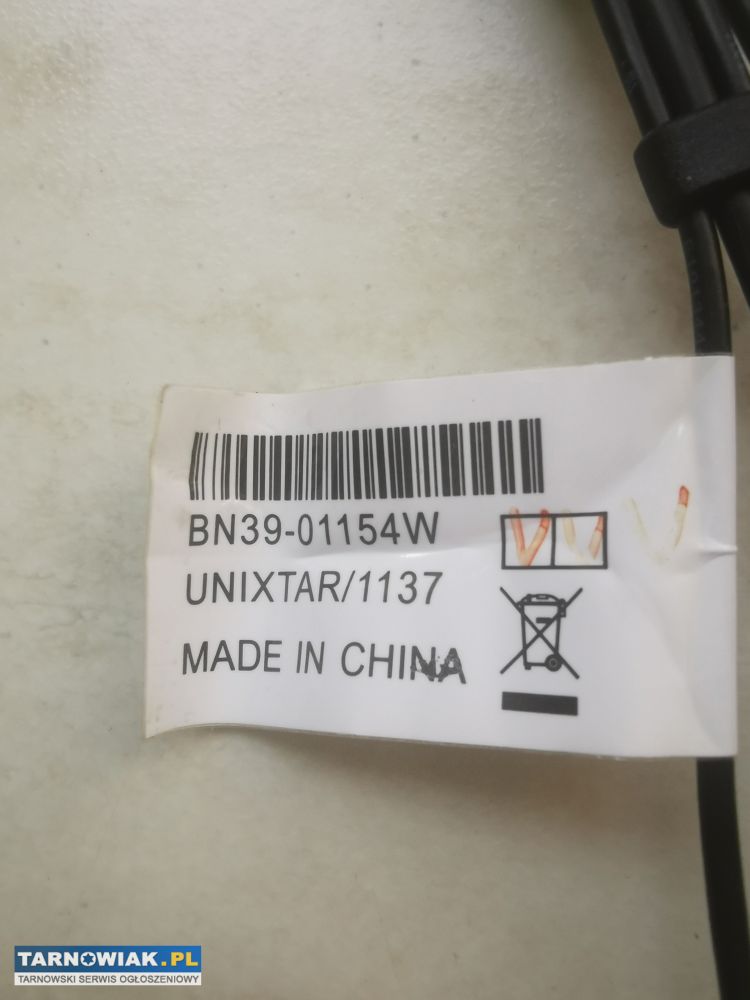 BN39-01154W
UNIXTAR/1137
MADE IN CHINA
TARNOWIAK.PL
TARNOWSKI SERWIS OGŁOSZENIOWY